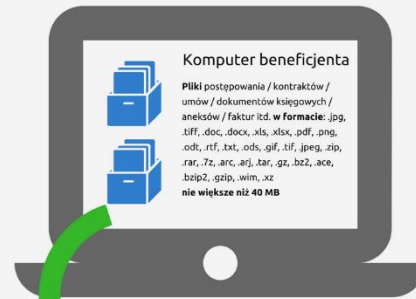 Komputer beneficjenta
Pliki postępowania / kontraktów /
umów / dokumentów księgowych /
aneksów / faktur itd. w formacie: .jpg,
.tiff, .doc, .docx, .xls, .xlsx, .pdf, .png,
.odt, .rtf, .txt, .ods, .gif, .tif, .jpeg, .zip,
.rar, .7z, .arc, .arj, .tar, .gz, .bz2, .ace,
.bzip2, .gzip, .wim, .xz
nie większe niż 40 MB